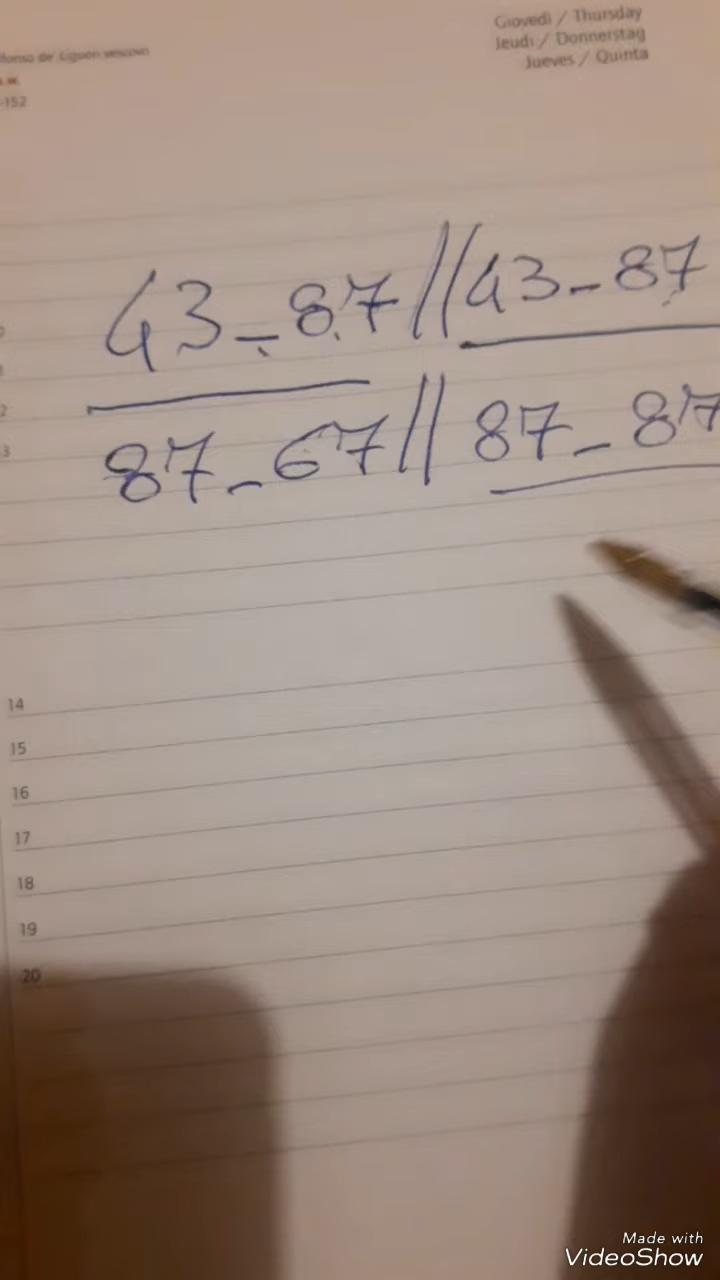 Giovedì / Thursday
Jeudi / Donnerstag
Jueves / Quinta
-152
43-87//43-87
87-67//87-87
14
15
16
17
18
19
20
Made with
VideoShow